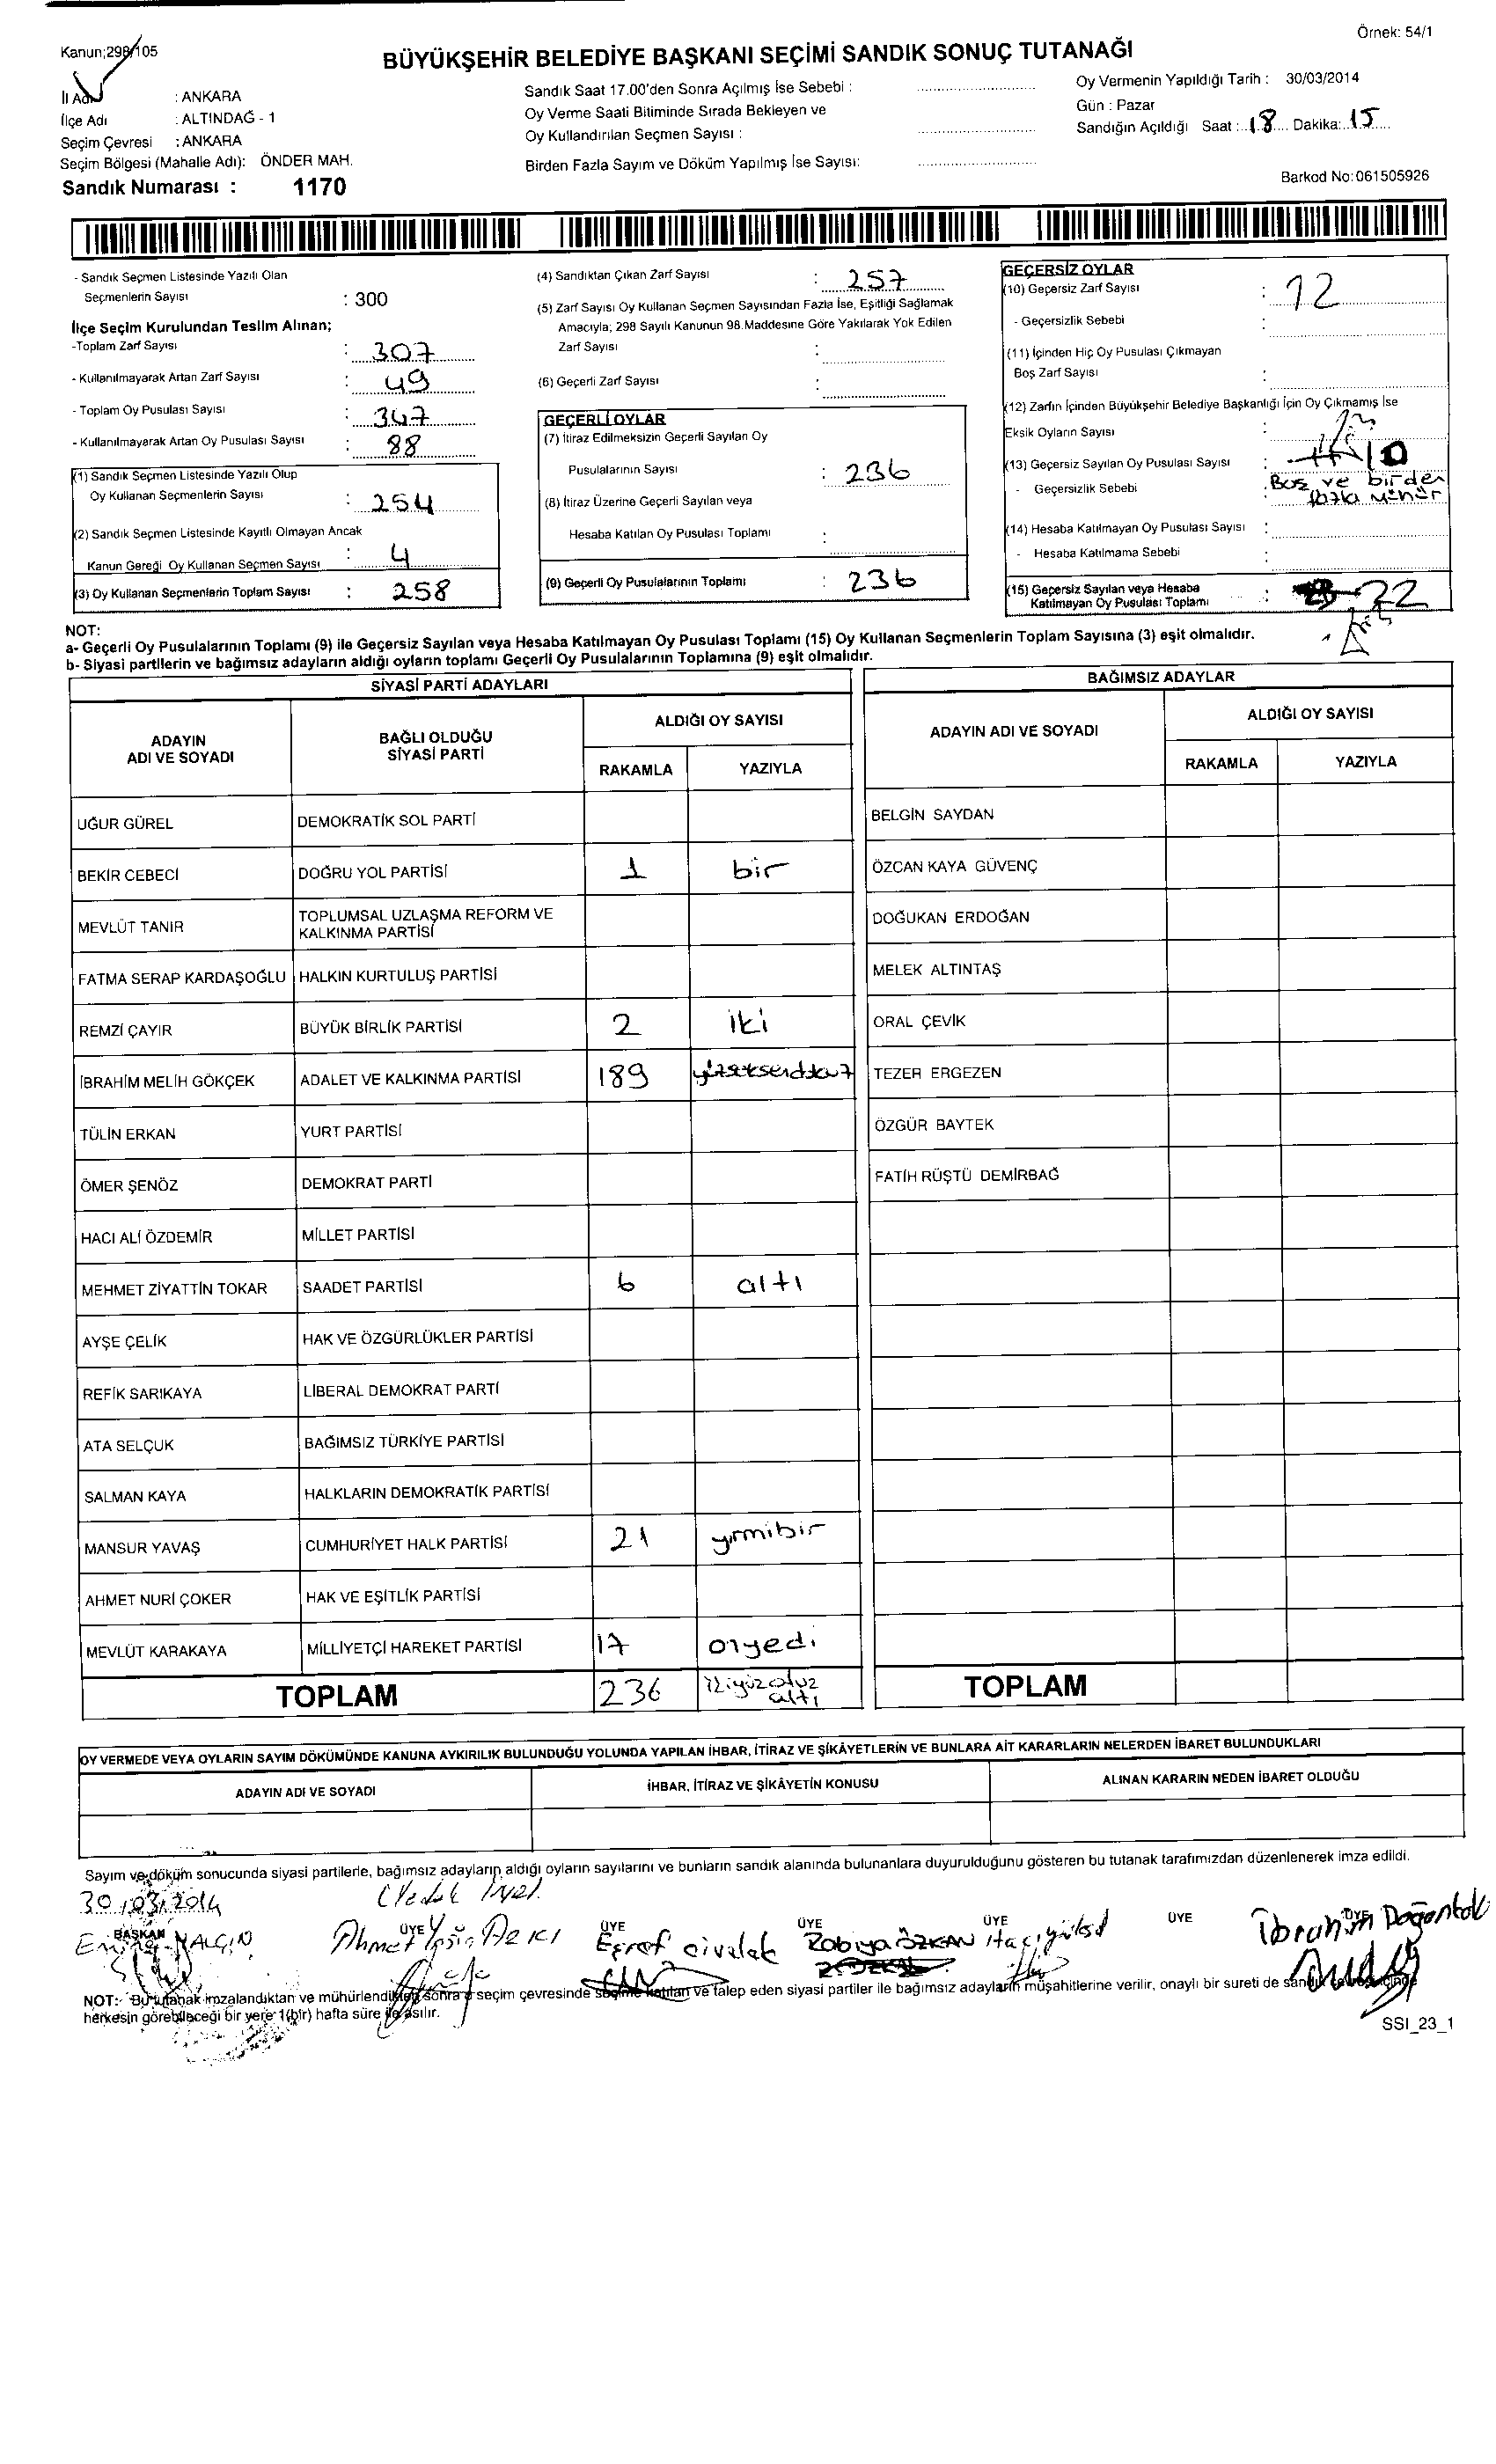 Örnek: 54/1
Kanun;298/105
BÜYÜKŞEHİR BELEDİYE BAŞKANI SEÇİMİ SANDIK SONUÇ TUTANAĞI
İl Adı : ANKARA
İlçe Adı : ALTINDAĞ - 1
Seçim Çevresi : ANKARA
Seçim Bölgesi (Mahalle Adı): ÖNDER MAH.
Sandık Numarası : 1170
Sandık Saat 17.00'den Sonra Açılmış İse Sebebi :
Oy Verme Saati Bitiminde Sırada Bekleyen ve
Oy Kullandırılan Seçmen Sayısı :
Birden Fazla Sayım ve Döküm Yapılmış İse Sayısı:
Oy Vermenin Yapıldığı Tarih : 30/03/2014
Gün : Pazar
Sandığın Açıldığı Saat : 18 Dakika: 15
Barkod No:061505926
- Sandık Seçmen Listesinde Yazılı Olan
Seçmenlerin Sayısı : 300
İlçe Seçim Kurulundan Teslim Alınan;
-Toplam Zarf Sayısı : 307
- Kullanılmayarak Artan Zarf Sayısı : 49
- Toplam Oy Pusulası Sayısı : 347
- Kullanılmayarak Artan Oy Pusulası Sayısı : 88
(1) Sandık Seçmen Listesinde Yazılı Olup
Oy Kullanan Seçmenlerin Sayısı : 254
(2) Sandık Seçmen Listesinde Kayıtlı Olmayan Ancak
Kanun Gereği Oy Kullanan Seçmen Sayısı : 4
(3) Oy Kullanan Seçmenlerin Toplam Sayısı : 258
(4) Sandıktan Çıkan Zarf Sayısı : 257
(5) Zarf Sayısı Oy Kullanan Seçmen Sayısından Fazla İse, Eşitliği Sağlamak
Amacıyla; 298 Sayılı Kanunun 98.Maddesine Göre Yakılarak Yok Edilen
Zarf Sayısı :
(6) Geçerli Zarf Sayısı :
GEÇERLİ OYLAR
(7) İtiraz Edilmeksizin Geçerli Sayılan Oy
Pusulalarının Sayısı : 236
(8) İtiraz Üzerine Geçerli Sayılan veya
Hesaba Katılan Oy Pusulası Toplamı :
(9) Geçerli Oy Pusulalarının Toplamı : 236
GEÇERSİZ OYLAR
(10) Geçersiz Zarf Sayısı : 12
- Geçersizlik Sebebi :
(11) İçinden Hiç Oy Pusulası Çıkmayan
Boş Zarf Sayısı :
(12) Zarfın İçinden Büyükşehir Belediye Başkanlığı İçin Oy Çıkmamış İse
Eksik Oyların Sayısı :
(13) Geçersiz Sayılan Oy Pusulası Sayısı : 10
- Geçersizlik Sebebi : Boş ve birden
fazla mühür
(14) Hesaba Katılmayan Oy Pusulası Sayısı :
- Hesaba Katılmama Sebebi :
(15) Geçersiz Sayılan veya Hesaba
Katılmayan Oy Pusulası Toplamı : 22
NOT:
a- Geçerli Oy Pusulalarının Toplamı (9) ile Geçersiz Sayılan veya Hesaba Katılmayan Oy Pusulası Toplamı (15) Oy Kullanan Seçmenlerin Toplam Sayısına (3) eşit olmalıdır.
b- Siyasi partilerin ve bağımsız adayların aldığı oyların toplamı Geçerli Oy Pusulalarının Toplamına (9) eşit olmalıdır.
SİYASİ PARTİ ADAYLARI
ADAYIN ADI VE SOYADI
BAĞLI OLDUĞU SİYASİ PARTİ
ALDIĞI OY SAYISI
RAKAMLA YAZIYLA
UĞUR GÜREL DEMOKRATİK SOL PARTİ
BEKİR CEBECİ DOĞRU YOL PARTİSİ 1 bir
MEVLÜT TANIR TOPLUMSAL UZLAŞMA REFORM VE KALKINMA PARTİSİ
FATMA SERAP KARDAŞOĞLU HALKIN KURTULUŞ PARTİSİ
REMZİ ÇAYIR BÜYÜK BİRLİK PARTİSİ 2 iki
İBRAHİM MELİH GÖKÇEK ADALET VE KALKINMA PARTİSİ 189
TÜLİN ERKAN YURT PARTİSİ
ÖMER ŞENÖZ DEMOKRAT PARTİ
HACI ALİ ÖZDEMİR MİLLET PARTİSİ
MEHMET ZİYATTİN TOKAR SAADET PARTİSİ 6 altı
AYŞE ÇELİK HAK VE ÖZGÜRLÜKLER PARTİSİ
REFİK SARIKAYA LİBERAL DEMOKRAT PARTİ
ATA SELÇUK BAĞIMSIZ TÜRKİYE PARTİSİ
SALMAN KAYA HALKLARIN DEMOKRATİK PARTİSİ
MANSUR YAVAŞ CUMHURİYET HALK PARTİSİ 21 yirmibir
AHMET NURİ ÇOKER HAK VE EŞİTLİK PARTİSİ
MEVLÜT KARAKAYA MİLLİYETÇİ HAREKET PARTİSİ 17 onyedi
TOPLAM 236 ikiyüzotuz
altı
BAĞIMSIZ ADAYLAR
ADAYIN ADI VE SOYADI
ALDIĞI OY SAYISI
RAKAMLA YAZIYLA
BELGİN SAYDAN
ÖZCAN KAYA GÜVENÇ
DOĞUKAN ERDOĞAN
MELEK ALTINTAŞ
ORAL ÇEVİK
TEZER ERGEZEN
ÖZGÜR BAYTEK
FATİH RÜŞTÜ DEMİRBAĞ
TOPLAM
OY VERMEDE VEYA OYLARIN SAYIM DÖKÜMÜNDE KANUNA AYKIRILIK BULUNDUĞU YOLUNDA YAPILAN İHBAR, İTİRAZ VE ŞİKÂYETLERİN VE BUNLARA AİT KARARLARIN NELERDEN İBARET BULUNDUKLARI
ADAYIN ADI VE SOYADI İHBAR, İTİRAZ VE ŞİKÂYETİN KONUSU ALINAN KARARIN NEDEN İBARET OLDUĞU
Sayım ve döküm sonucunda siyasi partilerle, bağımsız adayların aldığı oyların sayılarını ve bunların sandık alanında bulunanlara duyurulduğunu gösteren bu tutanak tarafımızdan düzenlenerek imza edildi.
30/03/2014
BAŞKAN ÜYE ÜYE ÜYE ÜYE ÜYE ÜYE
YALÇIN Ahmet Eşref Rabiya ÖZKAN İbrahim
NOT: Bu tutanak imzalandıktan ve mühürlendikten sonra seçim çevresinde seçime katılan ve talep eden siyasi partiler ile bağımsız adayların müşahitlerine verilir, onaylı bir sureti de sandık çevresi içinde
herkesin görebileceği bir yere 1(bir) hafta süre ile asılır.
SSI_23_1